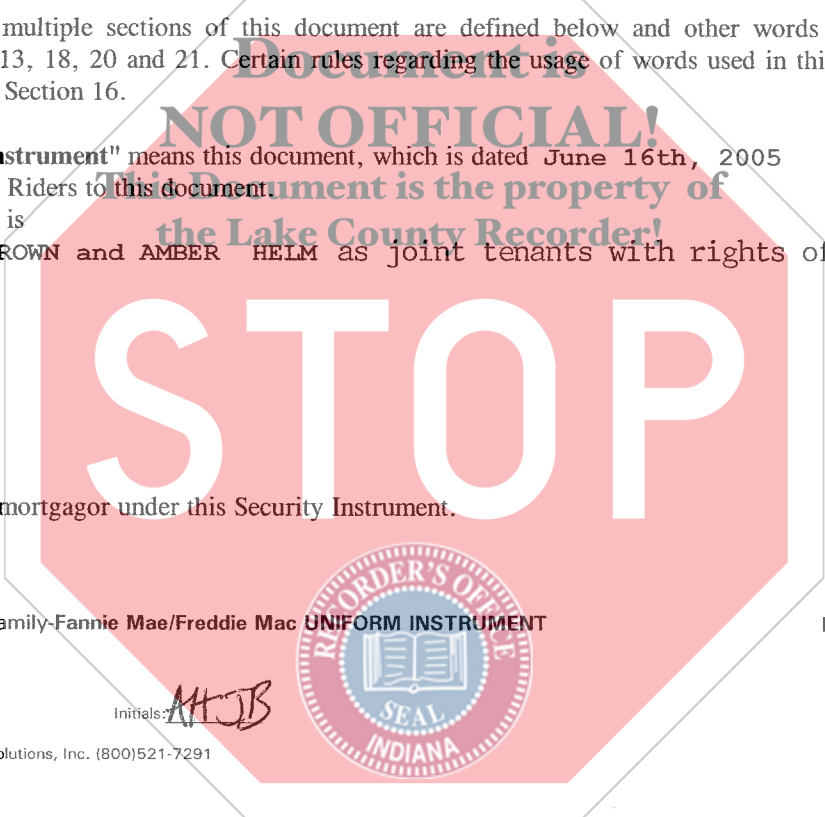 multiple sections of this document are defined below and other words
Document is
13, 18, 20 and 21. Certain rules regarding the usage of words used in thi
Section 16.
NOT OFFICIAL!
strument" means this document, which is dated June 16th, 2005
This Document is the property of
Riders to this document.
is
the Lake County Recorder!
ROWN and AMBER HELM as joint tenants with rights of
STOP
mortgagor under this Security Instrument.
RECORDER'S OFFICE
amily-Fannie Mae/Freddie Mac UNIFORM INSTRUMENT
SEAL
INDIANA
Initials: AH JB
olutions, Inc. (800)521-7291